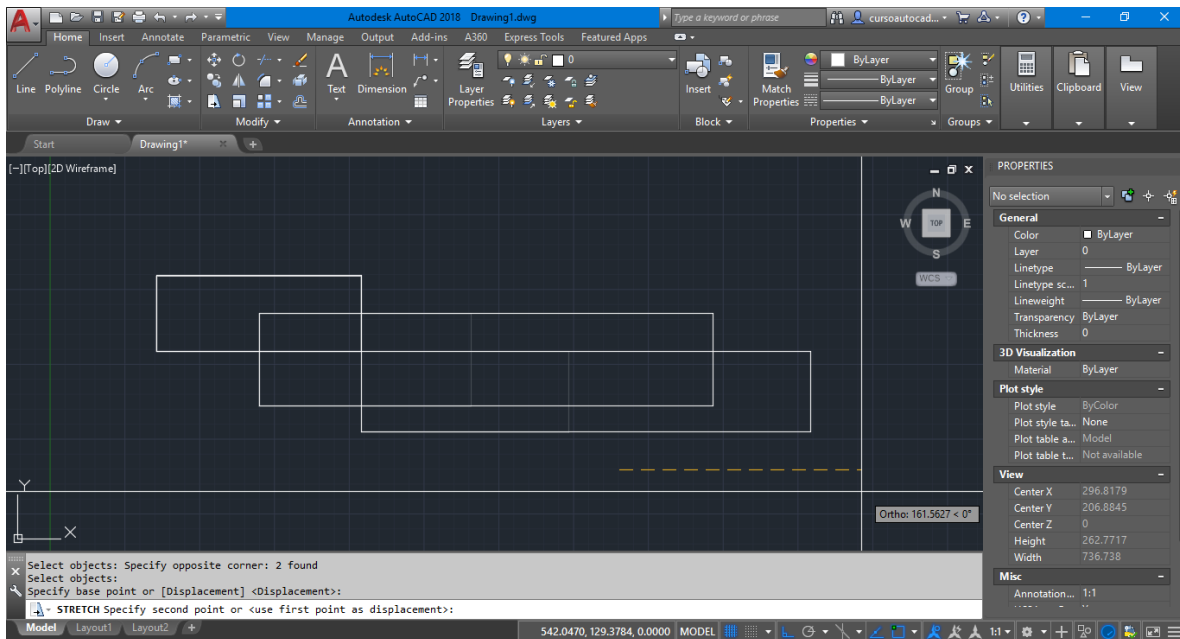 Autodesk AutoCAD 2018 Drawing1.dwg
Type a keyword or phrase
cursoautocad...
Home Insert Annotate Parametric View Manage Output Add-ins A360 Express Tools Featured Apps
0
ByLayer
ByLayer
ByLayer
Line Polyline Circle Arc
Text Dimension
Layer Properties
Insert
Match Properties
Group
Utilities Clipboard View
Draw Modify Annotation Layers Block Properties Groups
Start Drawing1* +
[−][Top][2D Wireframe]
N
W TOP E
S
WCS
Y
X
Ortho: 161.5627 < 0°
PROPERTIES
No selection
General
Color ByLayer
Layer 0
Linetype ByLayer
Linetype sc... 1
Lineweight ByLayer
Transparency ByLayer
Thickness 0
3D Visualization
Material ByLayer
Plot style
Plot style ByColor
Plot style ta... None
Plot table a... Model
Plot table t... Not available
View
Center X 296.8179
Center Y 206.8845
Center Z 0
Height 262.7717
Width 736.738
Misc
Annotation... 1:1
Select objects: Specify opposite corner: 2 found
Select objects:
Specify base point or [Displacement] <Displacement>:
STRETCH Specify second point or <use first point as displacement>:
Model Layout1 Layout2 +
542.0470, 129.3784, 0.0000 MODEL 1:1